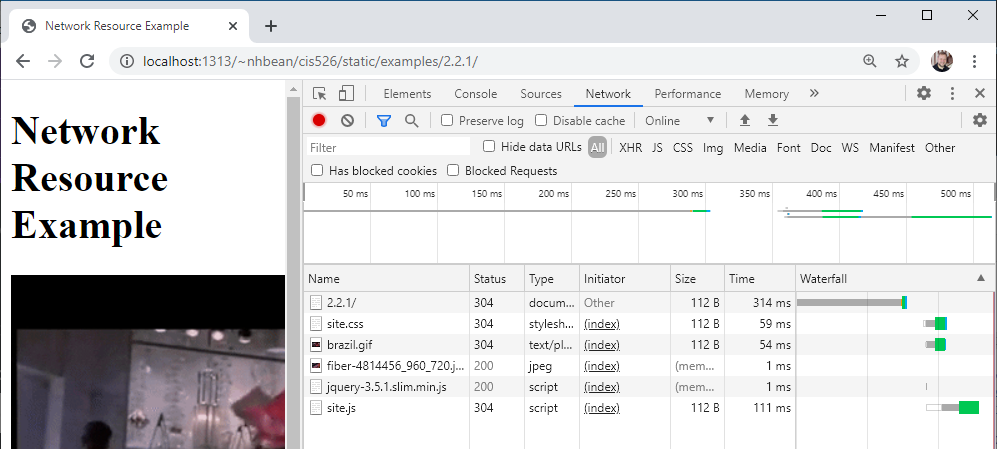 Network Resource Example
localhost:1313/~nhbean/cis526/static/examples/2.2.1/
Network
Resource
Example
Elements Console Sources Network Performance Memory
Preserve log Disable cache Online
Filter Hide data URLs All XHR JS CSS Img Media Font Doc WS Manifest Other
Has blocked cookies Blocked Requests
50 ms 100 ms 150 ms 200 ms 250 ms 300 ms 350 ms 400 ms 450 ms 500 ms
Name Status Type Initiator Size Time Waterfall
2.2.1/ 304 docum... Other 112 B 314 ms
site.css 304 stylesh... (index) 112 B 59 ms
brazil.gif 304 text/pl... (index) 112 B 54 ms
fiber-4814456_960_720.j... 200 jpeg (index) (mem... 1 ms
jquery-3.5.1.slim.min.js 200 script (index) (mem... 1 ms
site.js 304 script (index) 112 B 111 ms